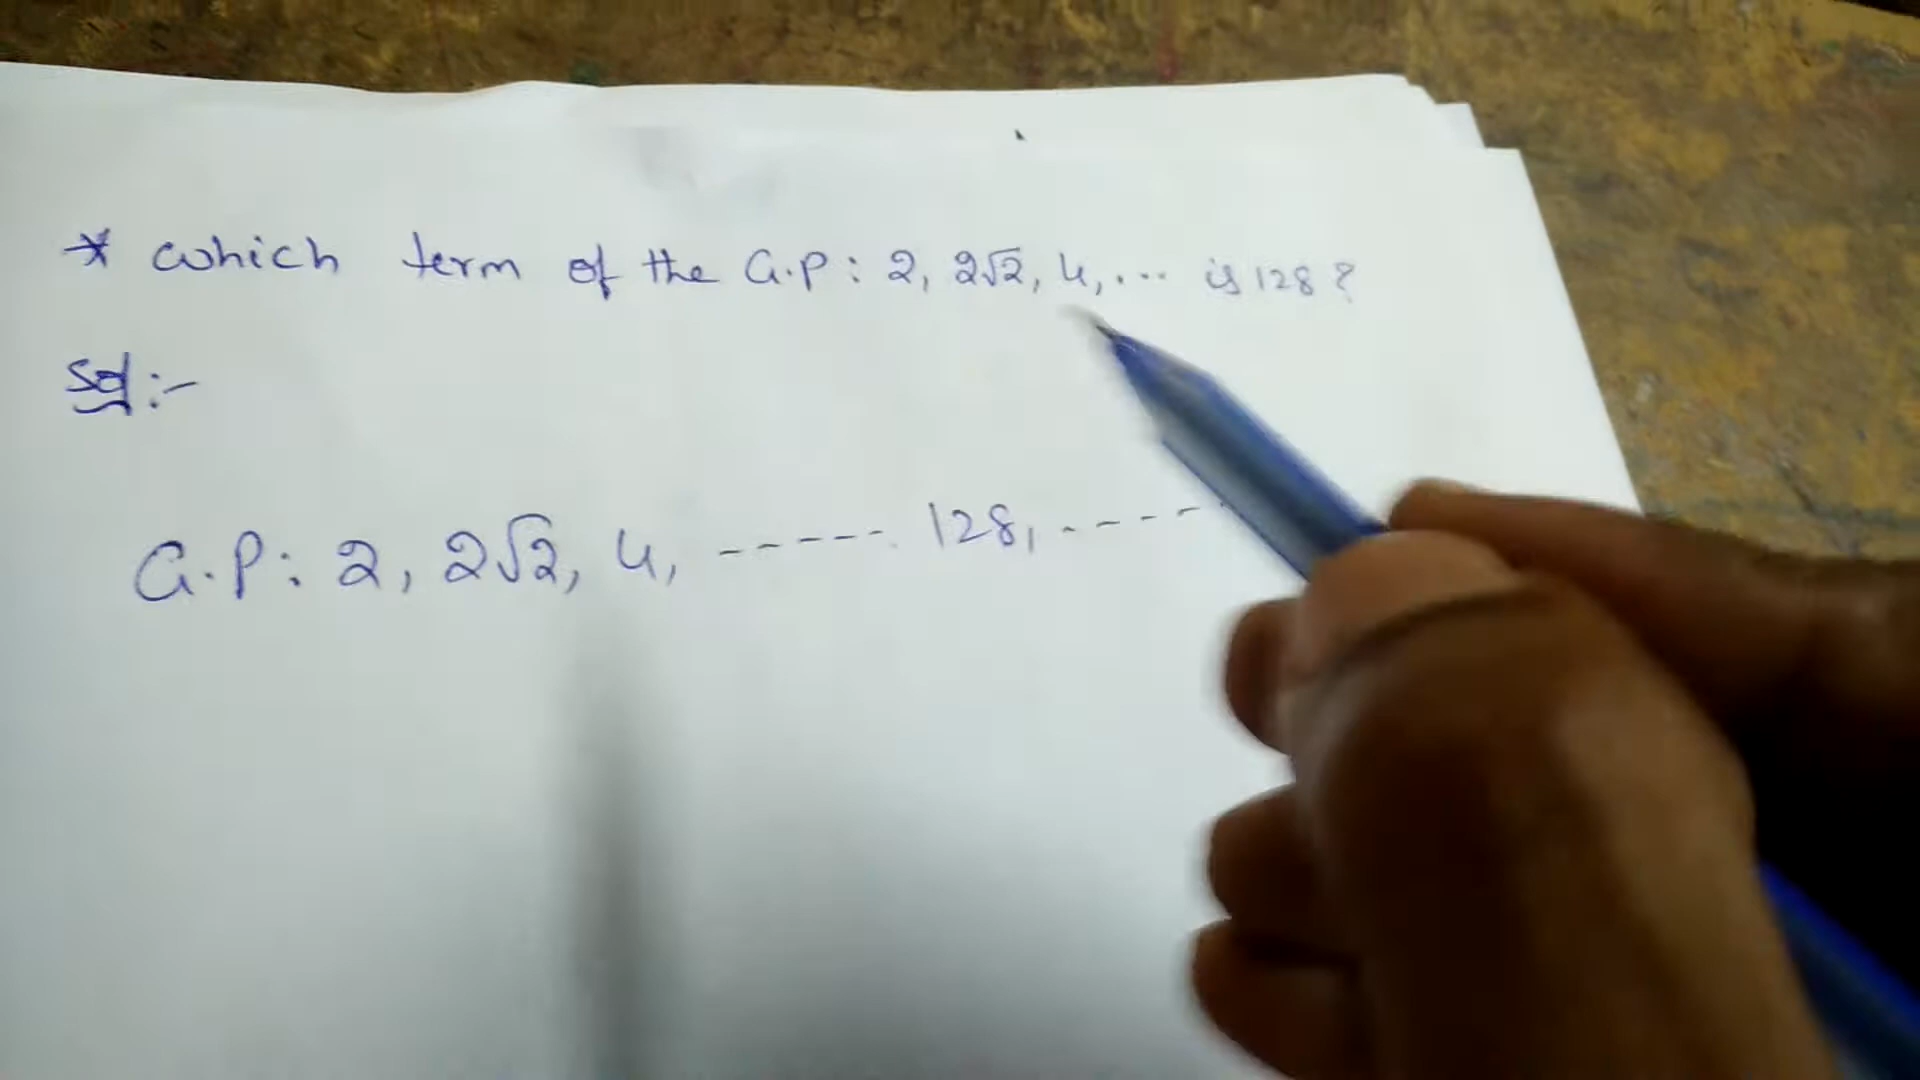 * which term of the G.P : 2, 2√2, 4, ... is 128 ?
Sol :-
G.P : 2, 2√2, 4, ------ 128, -----